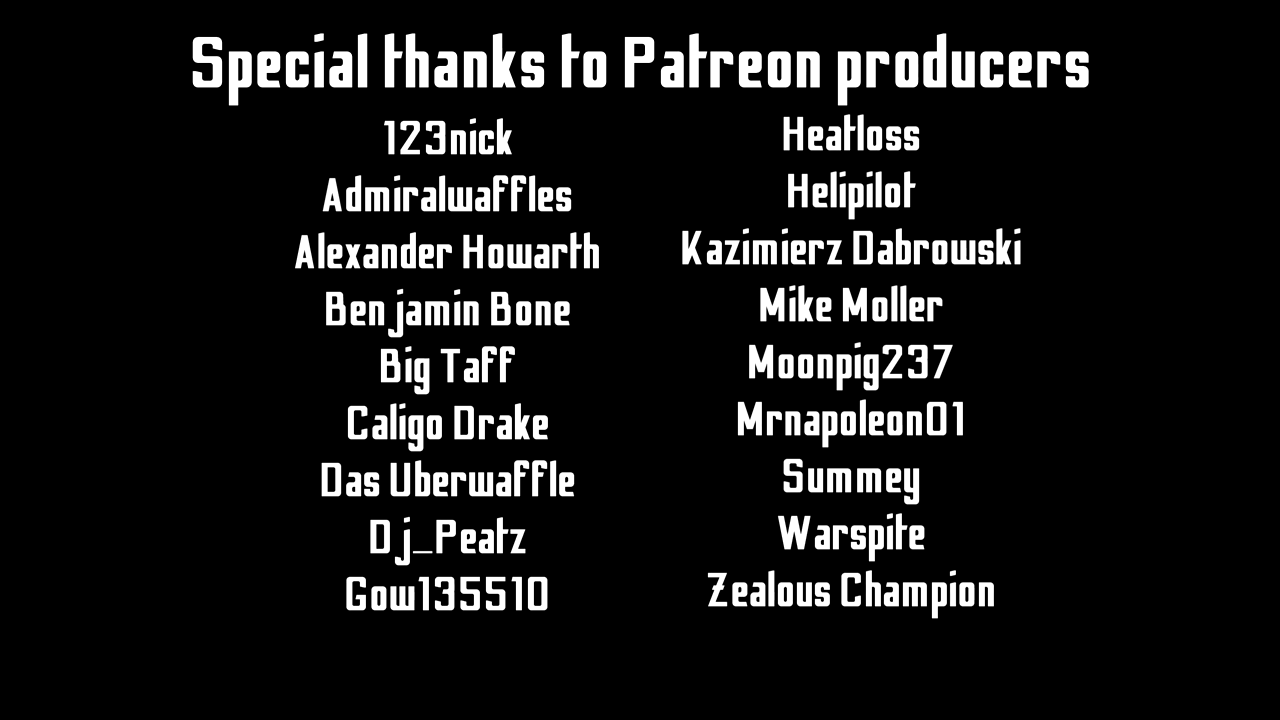 Special thanks to Patreon producers
123nick
Admiralwaffles
Alexander Howarth
Benjamin Bone
Big Taff
Caligo Drake
Das Uberwaffle
Dj_Peatz
Gow135510
Heatloss
Helipilot
Kazimierz Dabrowski
Mike Moller
Moonpig237
Mrnapoleon01
Summey
Warspite
Zealous Champion